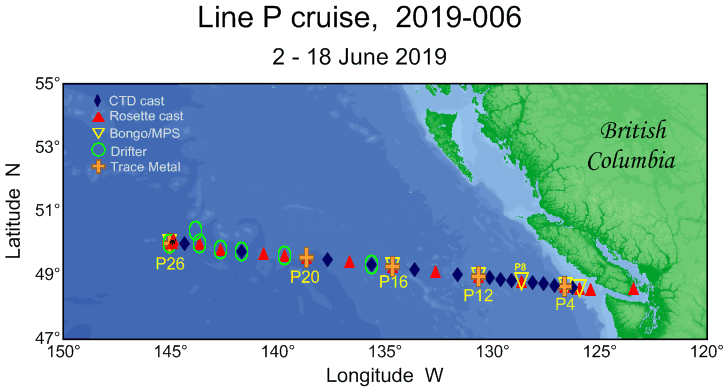 Line P cruise, 2019-006
2 - 18 June 2019
55°
53°
51°
49°
47°
Latitude N
CTD cast
Rosette cast
Bongo/MPS
Drifter
Trace Metal
British
Columbia
P26
P20
P16
P12
P8
P4
150°
145°
140°
135°
130°
125°
120°
Longitude W